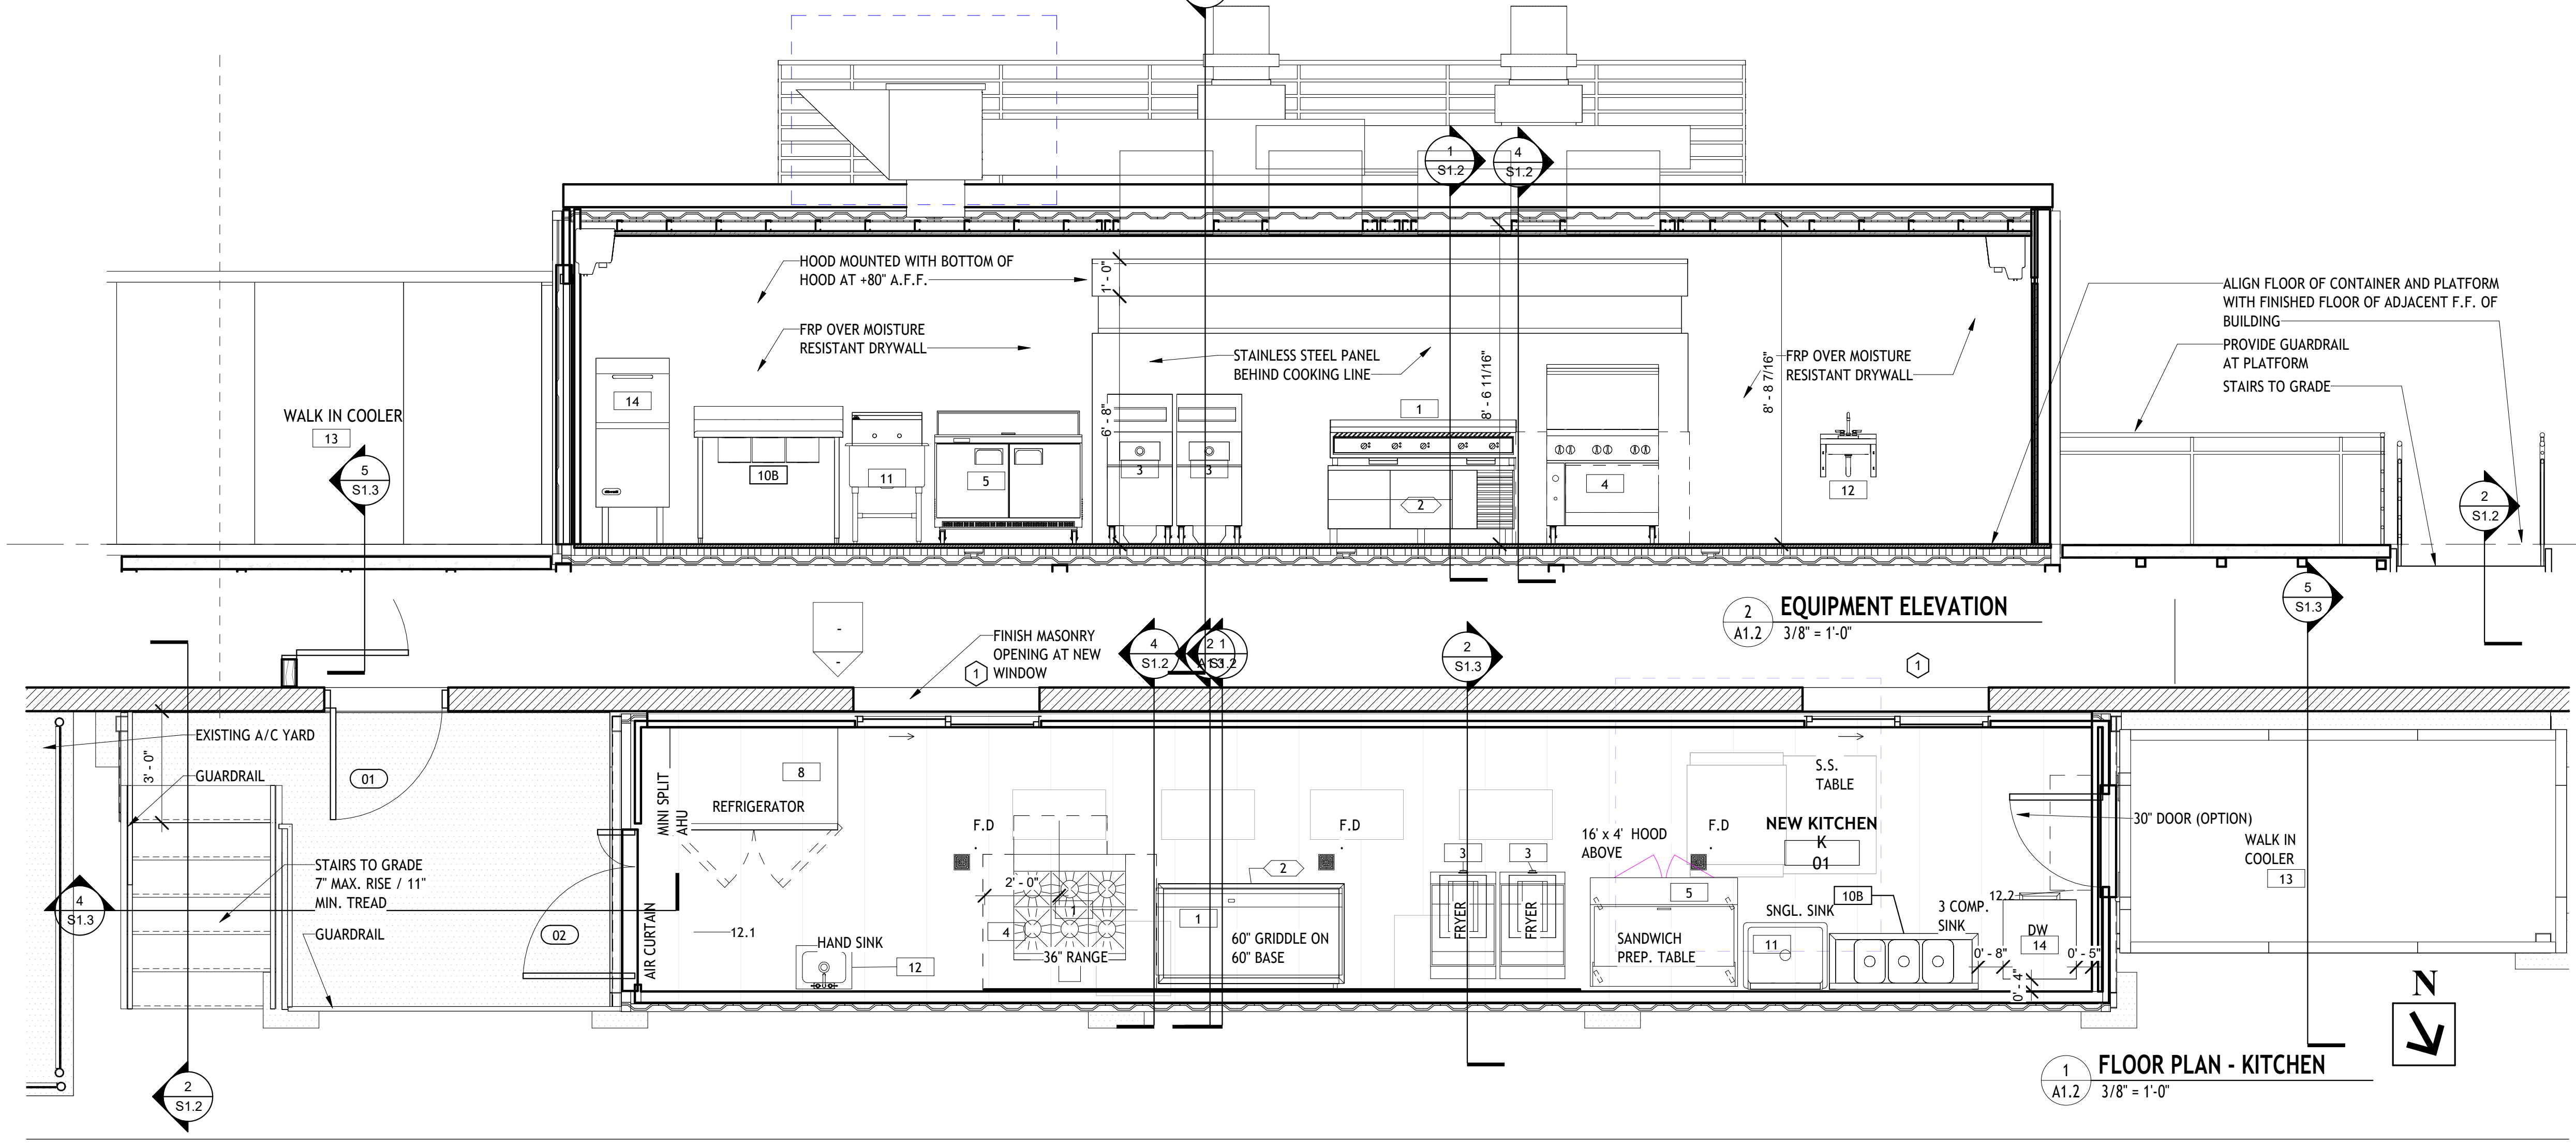 1
S1.2
4
S1.2
HOOD MOUNTED WITH BOTTOM OF
HOOD AT +80" A.F.F.
1' - 0"
FRP OVER MOISTURE
RESISTANT DRYWALL
STAINLESS STEEL PANEL
BEHIND COOKING LINE
8' - 6 11/16"
8' - 8 7/16"
FRP OVER MOISTURE
RESISTANT DRYWALL
6' - 8"
ALIGN FLOOR OF CONTAINER AND PLATFORM
WITH FINISHED FLOOR OF ADJACENT F.F. OF
BUILDING
PROVIDE GUARDRAIL
AT PLATFORM
STAIRS TO GRADE
WALK IN COOLER
13
5
S1.3
14
10B
11
5
3
3
1
2
4
12
2
S1.2
2
A1.2
EQUIPMENT ELEVATION
3/8" = 1'-0"
5
S1.3
-
-
FINISH MASONRY
OPENING AT NEW
WINDOW
1
4
S1.2
2
1
S1.2
2
S1.3
1
EXISTING A/C YARD
3' - 0"
GUARDRAIL
01
STAIRS TO GRADE
7" MAX. RISE / 11"
MIN. TREAD
GUARDRAIL
4
S1.3
02
2
S1.2
MINI SPLIT
AHU
AIR CURTAIN
8
REFRIGERATOR
12.1
HAND SINK
12
F.D
2' - 0"
1
4
36" RANGE
1
2
60" GRIDDLE ON
60" BASE
F.D
3
3
FRYER
FRYER
16' x 4' HOOD
ABOVE
F.D
5
SANDWICH
PREP. TABLE
S.S.
TABLE
NEW KITCHEN
K
01
SNGL. SINK
11
10B
3 COMP.
SINK
12.2
DW
14
0' - 8"
0' - 5"
0' - 4"
30" DOOR (OPTION)
WALK IN
COOLER
13
N
1
A1.2
FLOOR PLAN - KITCHEN
3/8" = 1'-0"